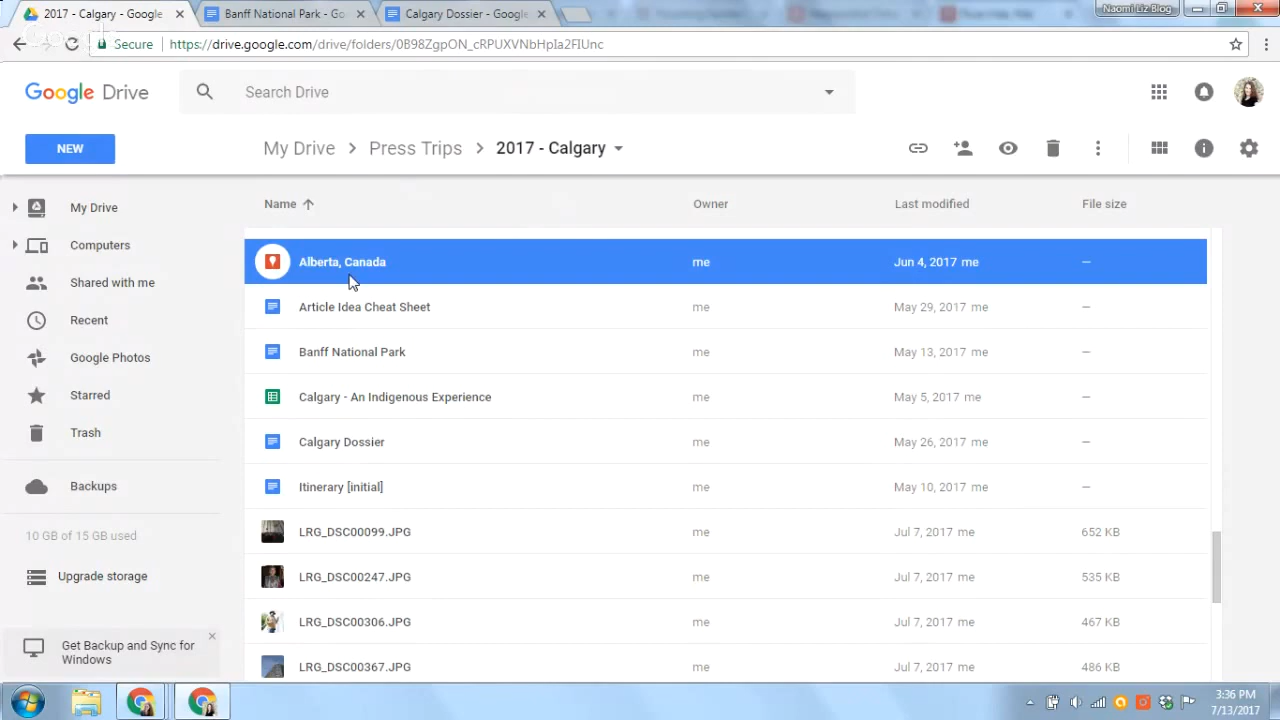 2017 - Calgary - Google
Banff National Park - Go
Calgary Dossier - Google
Naomi Liz Blog
Secure
https://drive.google.com/drive/folders/0B98ZgpON_cRPUXVNbHpIa2FIUnc
Google Drive
Search Drive
NEW
My Drive > Press Trips > 2017 - Calgary
Name Owner Last modified File size
My Drive
Computers
Shared with me
Recent
Google Photos
Starred
Trash
Backups
10 GB of 15 GB used
Upgrade storage
Get Backup and Sync for
Windows
Alberta, Canada me Jun 4, 2017 me —
Article Idea Cheat Sheet me May 29, 2017 me —
Banff National Park me May 13, 2017 me —
Calgary - An Indigenous Experience me May 5, 2017 me —
Calgary Dossier me May 26, 2017 me —
Itinerary [initial] me May 10, 2017 me —
LRG_DSC00099.JPG me Jul 7, 2017 me 652 KB
LRG_DSC00247.JPG me Jul 7, 2017 me 535 KB
LRG_DSC00306.JPG me Jul 7, 2017 me 467 KB
LRG_DSC00367.JPG me Jul 7, 2017 me 486 KB
3:36 PM
7/13/2017